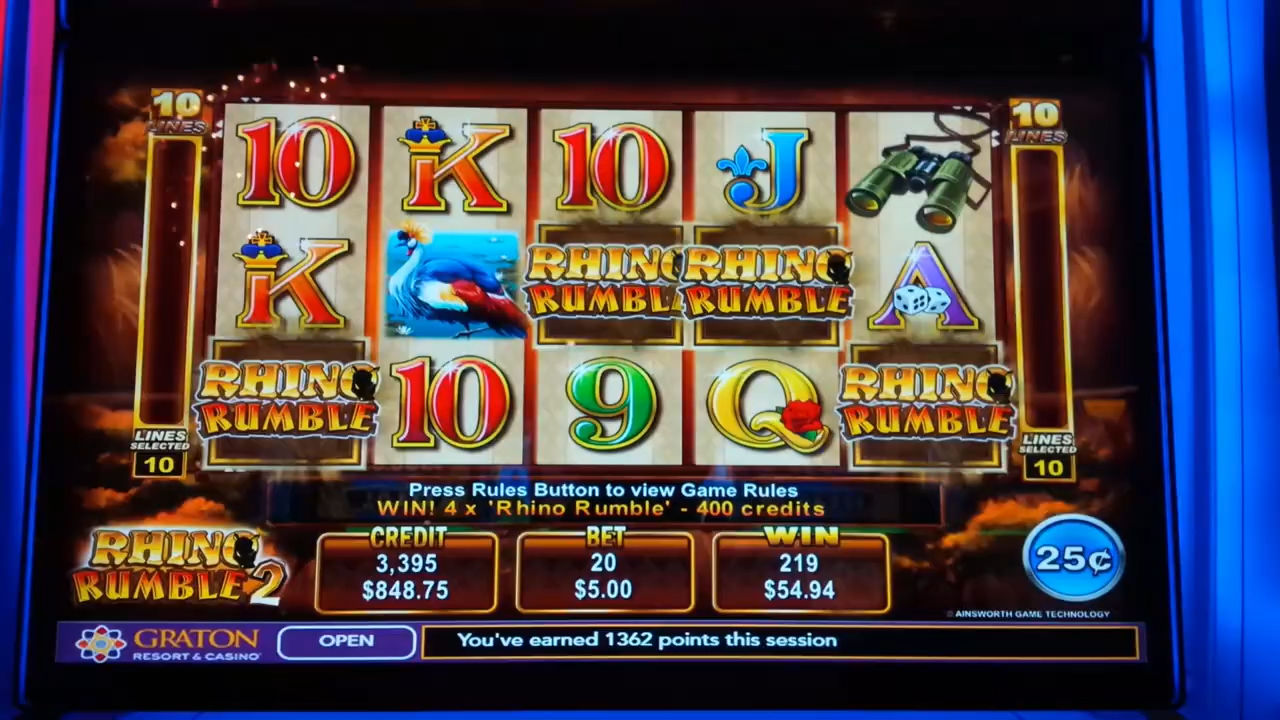 10 LINES
10 LINES
10 K 10 J
K RHINO RUMBLE RHINO RUMBLE A
RHINO RUMBLE 10 9 Q RHINO RUMBLE
LINES SELECTED 10
LINES SELECTED 10
Press Rules Button to view Game Rules
WIN! 4 x 'Rhino Rumble' - 400 credits
RHINO RUMBLE 2
CREDIT
3,395
$848.75
BET
20
$5.00
WIN
219
$54.94
25¢
AINSWORTH GAME TECHNOLOGY
GRATON
RESORT & CASINO
OPEN
You've earned 1362 points this session